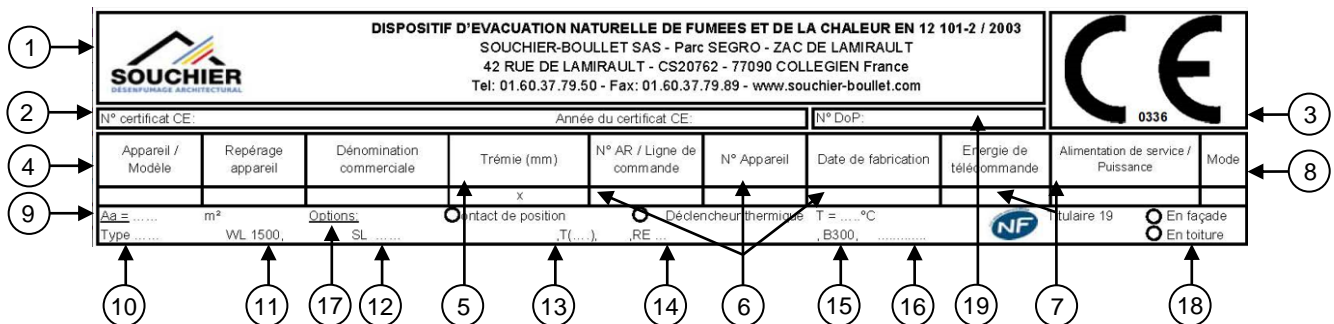 DISPOSITIF D'EVACUATION NATURELLE DE FUMEES ET DE LA CHALEUR EN 12 101-2 / 2003
SOUCHIER-BOULLET SAS - Parc SEGRO - ZAC DE LAMIRAULT
42 RUE DE LAMIRAULT - CS20762 - 77090 COLLEGIEN France
Tel: 01.60.37.79.50 - Fax: 01.60.37.79.89 - www.souchier-boullet.com
SOUCHIER
DESENFUMAGE ARCHITECTURAL
CE
0336
1
2
N° certificat CE: Année du certificat CE: N° DoP:
3
4
Appareil / Modèle
Repérage appareil
Dénomination commerciale
Trémie (mm)
N° AR / Ligne de commande
N° Appareil
Date de fabrication
Energie de télécommande
Alimentation de service / Puissance
Mode
8
x
9
Aa = ...... m² Options: Contact de position Déclencheur thermique T = .....°C NF Titulaire 19 En façade
Type ...... WL 1500, SL ...... ,T(....), ,RE ... , B300, ............ En toiture
10 11 17 12 5 13 14 6 15 16 19 7 18